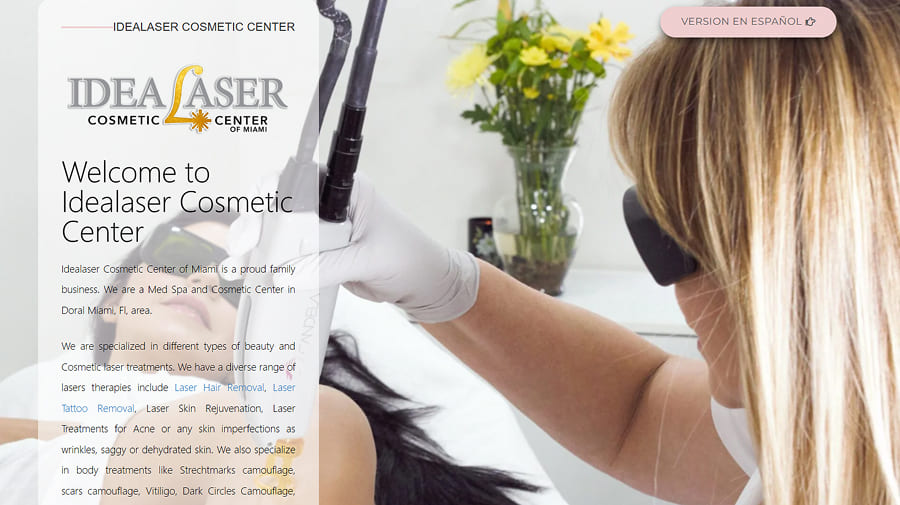 IDEALASER COSMETIC CENTER
VERSION EN ESPAÑOL
IDEALASER
COSMETIC CENTER
OF MIAMI
Welcome to
Idealaser Cosmetic
Center
Idealaser Cosmetic Center of Miami is a proud family
business. We are a Med Spa and Cosmetic Center in
Doral Miami, Fl, area.
We are specialized in different types of beauty and
Cosmetic laser treatments. We have a diverse range of
lasers therapies include Laser Hair Removal, Laser
Tattoo Removal, Laser Skin Rejuvenation, Laser
Treatments for Acne or any skin imperfections as
wrinkles, saggy or dehydrated skin. We also specialize
in body treatments like Strechtmarks camouflage,
scars camouflage, Vitiligo, Dark Circles Camouflage,
CANDELA